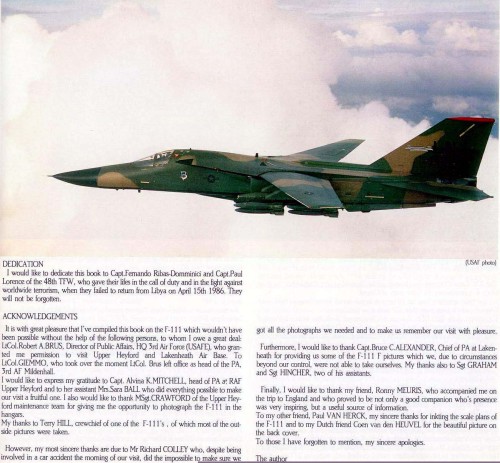 (USAF photo)
DEDICATION
I would like to dedicate this book to Capt.Fernando Ribas-Domminici and Capt.Paul
Lorence of the 48th TFW, who gave their lifes in the call of duty and in the fight against
worldwide terrorism, when they failed to return from Libya on April 15th 1986. They
will not be forgotten.
ACKNOWLEDGEMENTS
It is with great pleasure that I've compiled this book on the F-111 which wouldn't have
been possible without the help of the following persons, to whom I owe a great deal:
Lt.Col.Robert A.BRUS, Director of Public Affairs, HQ 3rd Air Force (USAFE), who gran-
ted me permission to visit Upper Heyford and Lakenheath Air Base. To
Lt.Col.GIEMMO, who took over the moment Lt.Col. Brus left office as head of the PA,
3rd AF Mildenhall.
I would like to express my gratitude to Capt. Alvina K.MITCHELL, head of PA at RAF
Upper Heyford and to her assistant Mrs.Sara BALL who did everything possible to make
our visit a fruitful one. I also would like to thank MSgt.CRAWFORD of the Upper Hey-
ford maintenance team for giving me the opportunity to photograph the F-111 in the
hangars.
My thanks to Terry HILL, crewchief of one of the F-111's , of which most of the out-
side pictures were taken.
However, my most sincere thanks are due to Mr Richard COLLEY who, despite being
involved in a car accident the morning of our visit, did the impossible to make sure we
got all the photographs we needed and to make us remember our visit with pleasure.
Furthermore, I would like to thank Capt.Bruce C.ALEXANDER, Chief of PA at Laken-
heath for providing us some of the F-111 F pictures which we, due to circumstances
beyond our control, were not able to take ourselves. My thanks also to Sgt GRAHAM
and Sgt HINCHER, two of his assistants.
Finally, I would like to thank my friend, Ronny MEURIS, who accompanied me on
the trip to England and who proved to be not only a good companion who's presence
was very inspiring, but a useful source of information.
To my other friend, Paul VAN HERCK, my sincere thanks for inkting the scale plans of
the F-111 and to my Dutch friend Coen van den HEUVEL for the beautiful picture on
the back cover.
To those I have forgotten to mention, my sincere apologies.
The author